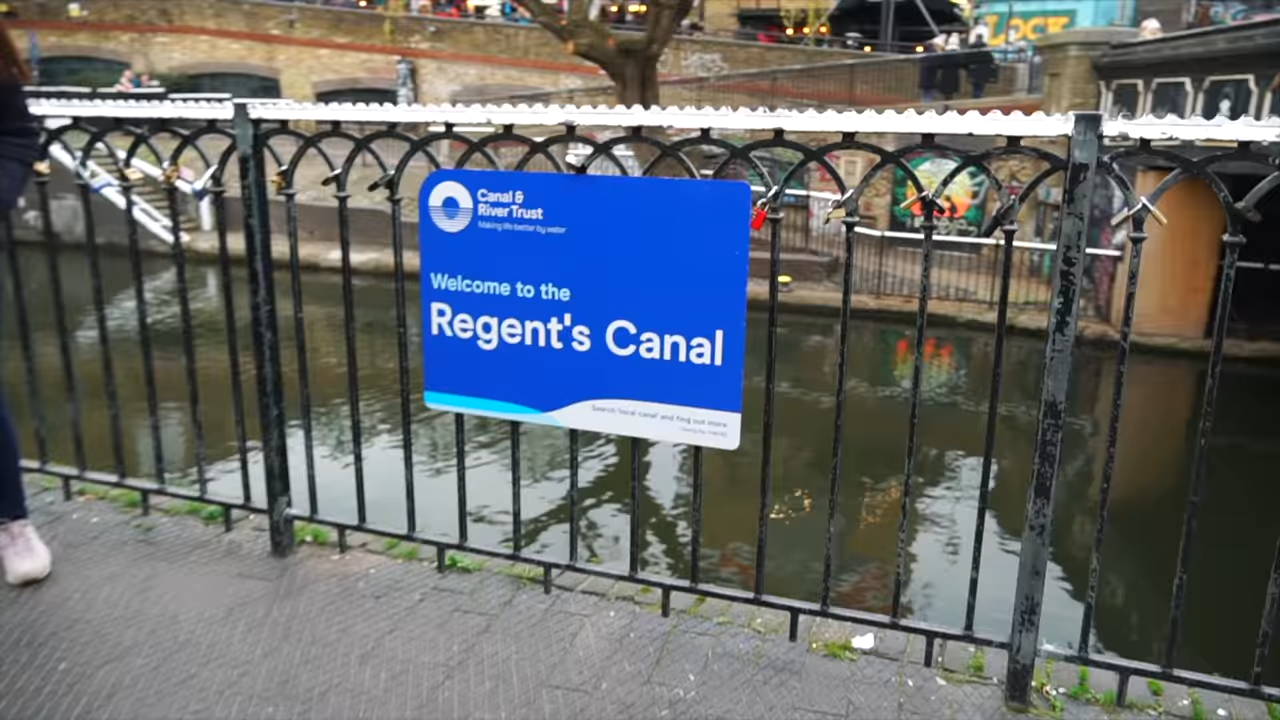 LOCK
Canal &
River Trust
Making life better by water
Welcome to the
Regent's Canal
Search 'local canal' and find out more